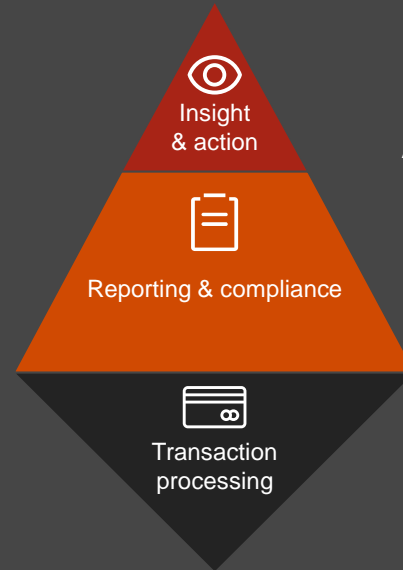 Insight
& action
Reporting & compliance
Transaction
processing